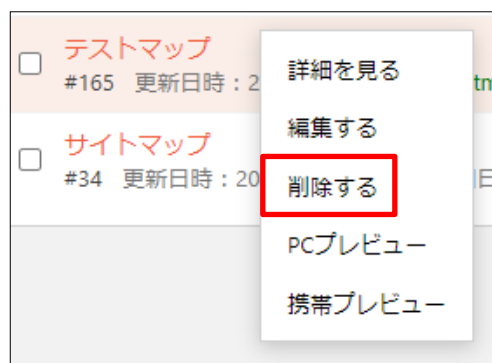 テストマップ
#165 更新日時：2
サイトマップ
#34 更新日時：20
詳細を見る
編集する
削除する
PCプレビュー
携帯プレビュー